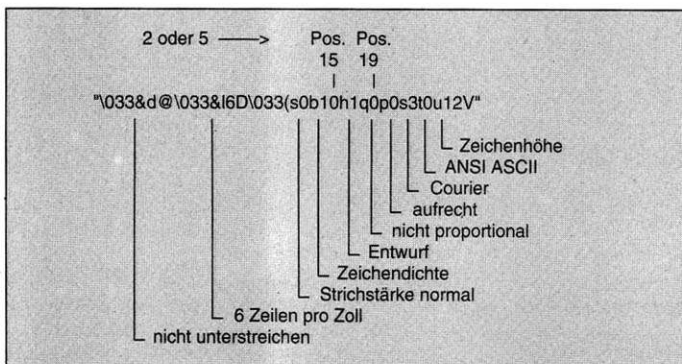 2 oder 5 ———> Pos. Pos.
15 19
"\033&d@\033&l6D\033(s0b10h1q0p0s3t0u12V"
Zeichenhöhe
ANSI ASCII
Courier
aufrecht
nicht proportional
Entwurf
Zeichendichte
Strichstärke normal
6 Zeilen pro Zoll
nicht unterstreichen